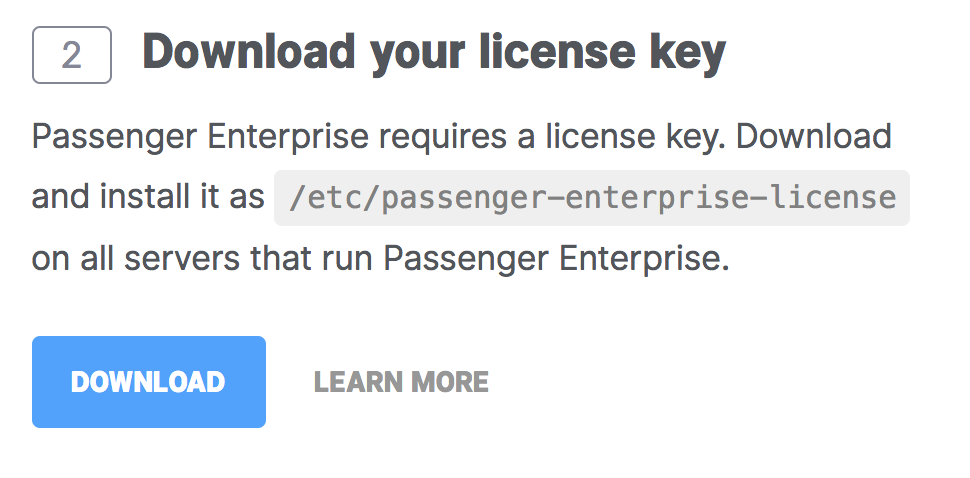 2 Download your license key
Passenger Enterprise requires a license key. Download
and install it as /etc/passenger-enterprise-license
on all servers that run Passenger Enterprise.
DOWNLOAD LEARN MORE